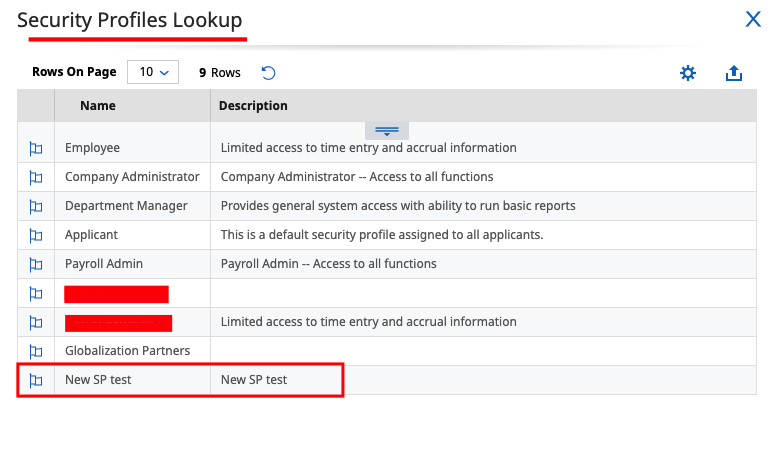 Security Profiles Lookup
Rows On Page 10 9 Rows
Name Description
Employee Limited access to time entry and accrual information
Company Administrator Company Administrator -- Access to all functions
Department Manager Provides general system access with ability to run basic reports
Applicant This is a default security profile assigned to all applicants.
Payroll Admin Payroll Admin -- Access to all functions
Limited access to time entry and accrual information
Globalization Partners
New SP test New SP test